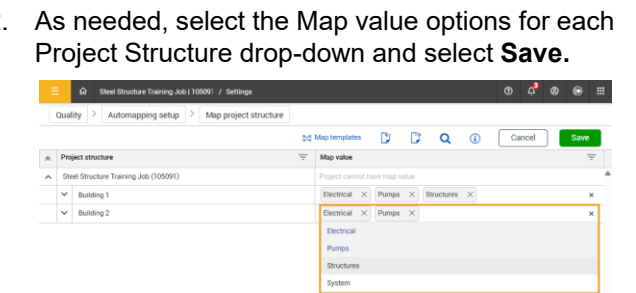 2. As needed, select the Map value options for each
Project Structure drop-down and select Save.
Steel Structure Training Job | 105091 / Settings
3
Quality > Automapping setup > Map project structure
Map templates
Cancel
Save
Project structure
Map value
Steel Structure Training Job (105091)
Project cannot have map value
Building 1
Electrical × Pumps × Structures ×
×
Building 2
Electrical × Pumps ×
×
Electrical
Pumps
Structures
System